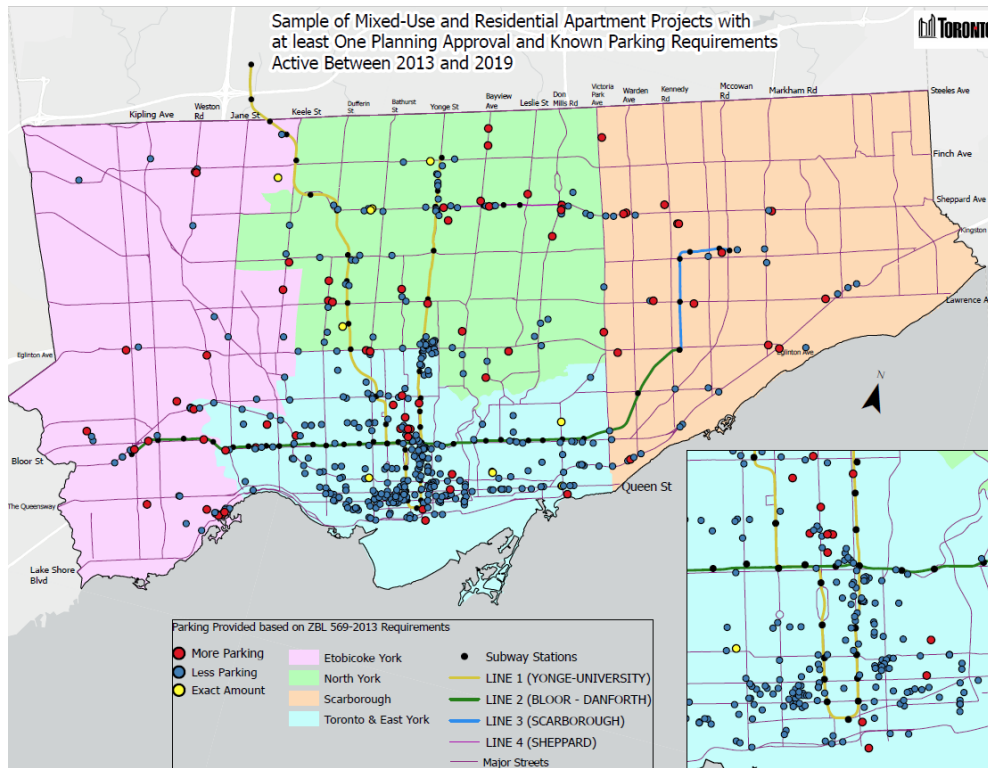 Sample of Mixed-Use and Residential Apartment Projects with
at least One Planning Approval and Known Parking Requirements
Active Between 2013 and 2019
TORONTO
Kipling Ave
Weston
Rd
Jane St
Keele St
Dufferin
St
Bathurst
St
Yonge St
Bayview
Ave
Leslie St
Don
Mills Rd
Victoria
Park
Ave
Warden
Ave
Kennedy
Rd
Mccowan
Rd
Markham Rd
Steeles Ave
Finch Ave
Sheppard Ave
Kingston
Lawrence A
Eglinton Ave
Eglinton Ave
Bloor St
The Queensway
Lake Shore
Blvd
Queen St
N
Parking Provided based on ZBL 569-2013 Requirements
More Parking
Less Parking
Exact Amount
Etobicoke York
North York
Scarborough
Toronto & East York
Subway Stations
LINE 1 (YONGE-UNIVERSITY)
LINE 2 (BLOOR - DANFORTH)
LINE 3 (SCARBOROUGH)
LINE 4 (SHEPPARD)
Major Streets